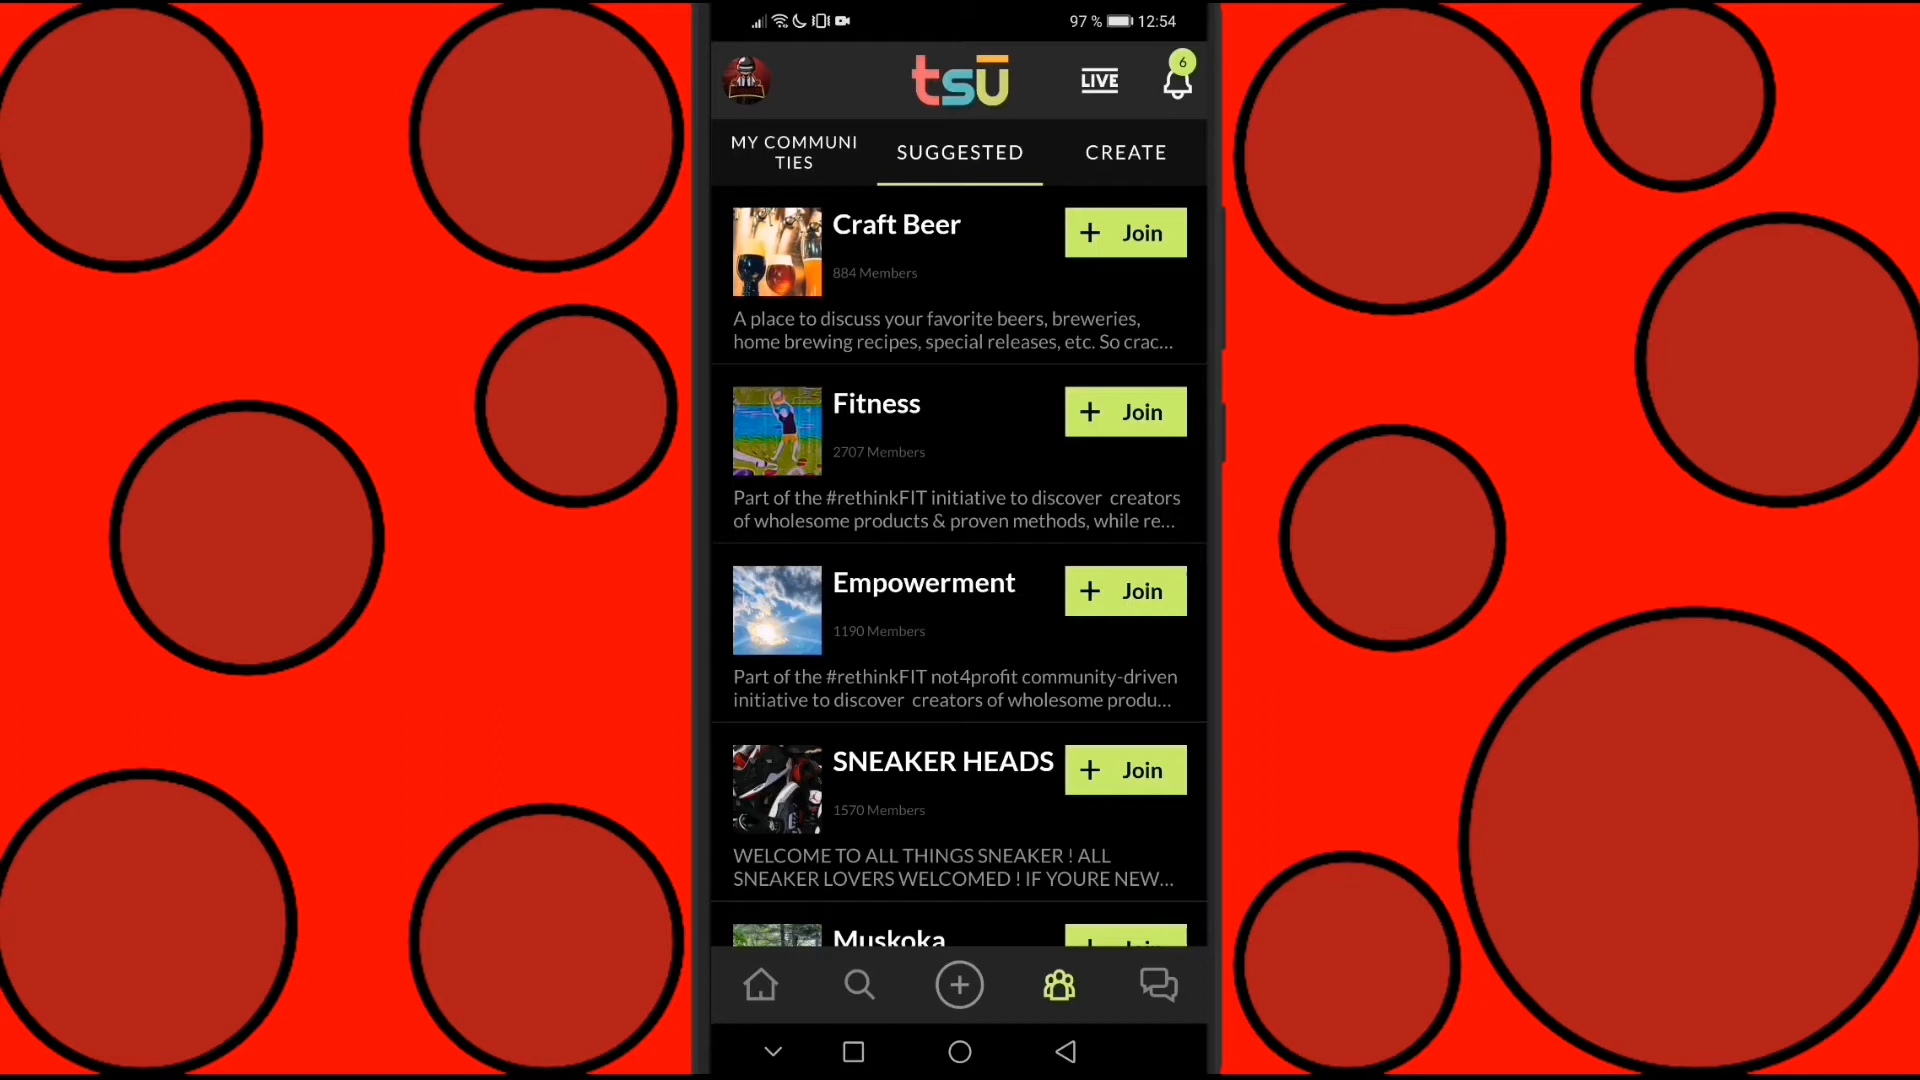 97 % 12:54
tsū
LIVE
6
MY COMMUNI
TIES
SUGGESTED
CREATE
Craft Beer
+ Join
884 Members
A place to discuss your favorite beers, breweries,
home brewing recipes, special releases, etc. So crac...
Fitness
+ Join
2707 Members
Part of the #rethinkFIT initiative to discover creators
of wholesome products & proven methods, while re...
Empowerment
+ Join
1190 Members
Part of the #rethinkFIT not4profit community-driven
initiative to discover creators of wholesome produ...
SNEAKER HEADS
+ Join
1570 Members
WELCOME TO ALL THINGS SNEAKER ! ALL
SNEAKER LOVERS WELCOMED ! IF YOURE NEW...
Muskoka
+ Join